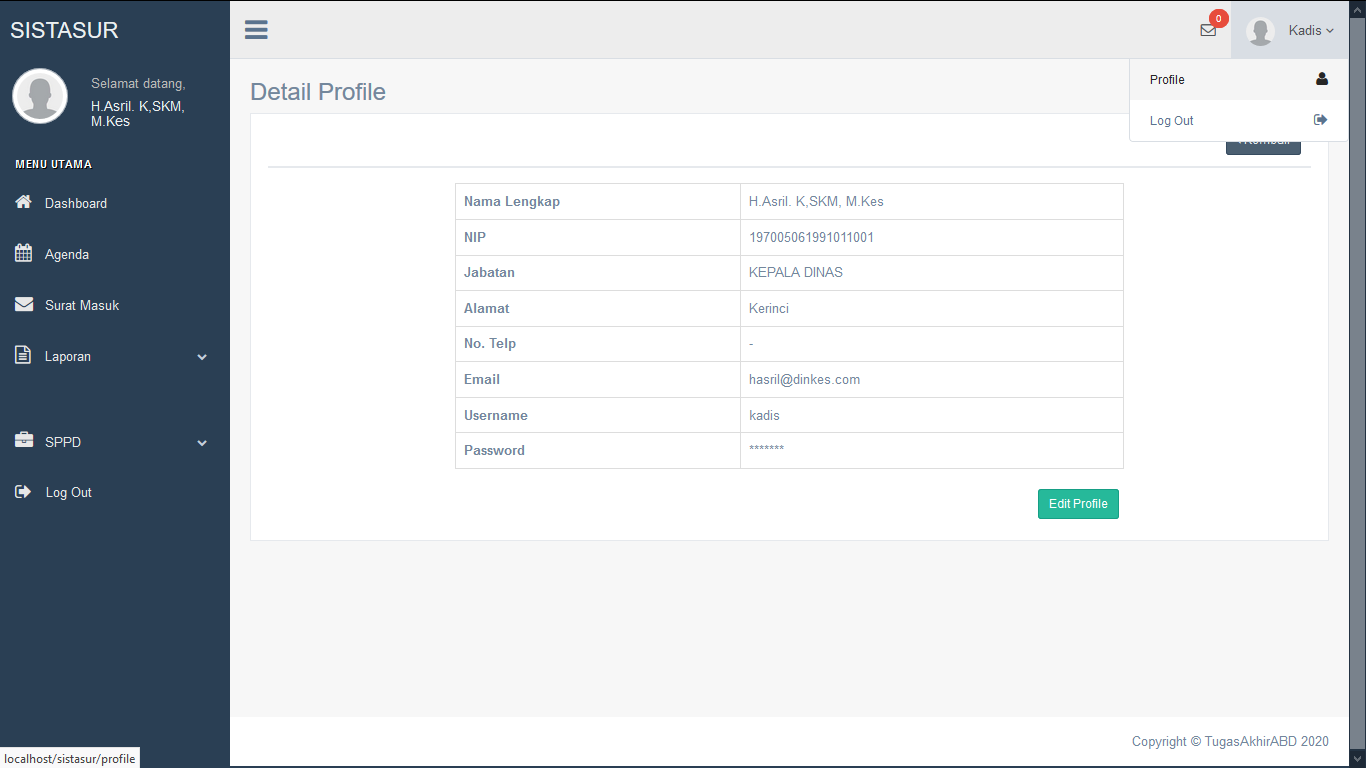 SISTASUR
0
Kadis
Selamat datang,
H.Asril. K,SKM,
M.Kes
Profile
Log Out
Detail Profile
MENU UTAMA
Dashboard
Agenda
Surat Masuk
Laporan
SPPD
Log Out
Nama Lengkap H.Asril. K,SKM, M.Kes
NIP 197005061991011001
Jabatan KEPALA DINAS
Alamat Kerinci
No. Telp -
Email hasril@dinkes.com
Username kadis
Password *******
Edit Profile
Copyright © TugasAkhirABD 2020
localhost/sistasur/profile